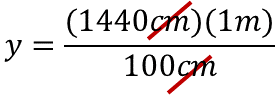 y = (1440cm)(1m) / 100cm